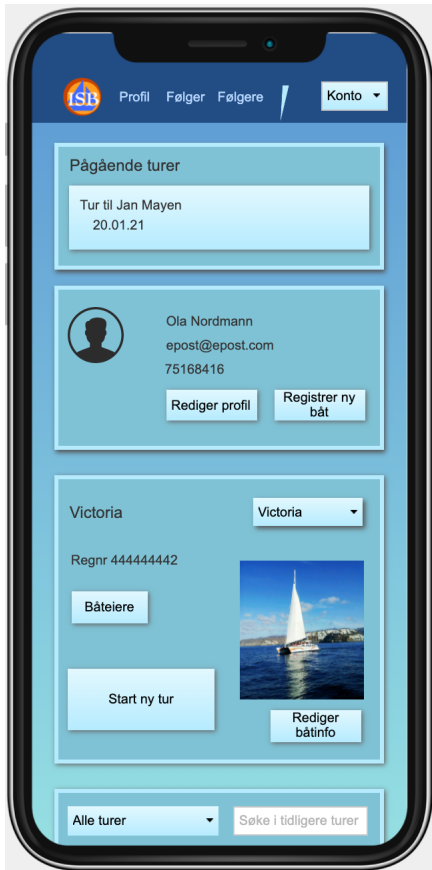 ISB
Profil Følger Følgere
Konto
Pågående turer
Tur til Jan Mayen
20.01.21
Ola Nordmann
epost@epost.com
75168416
Rediger profil
Registrer ny
båt
Victoria
Victoria
Regnr 444444442
Båteiere
Start ny tur
Rediger
båtinfo
Alle turer
Søke i tidligere turer